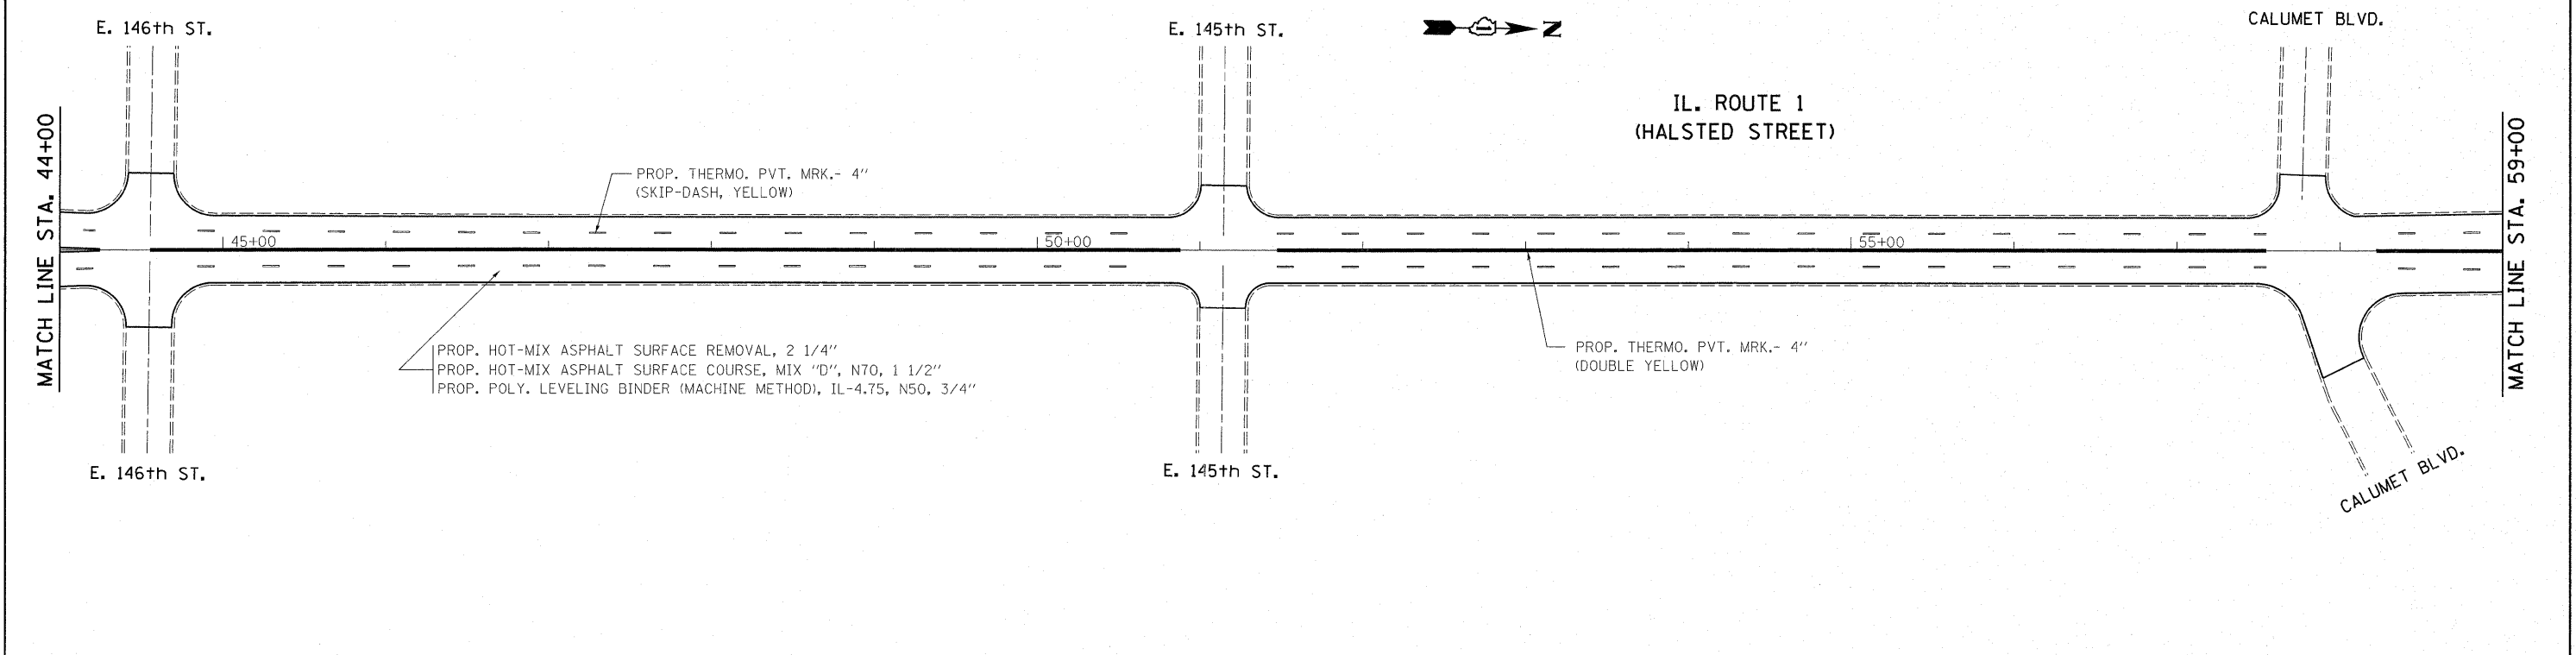 E. 146th ST.
E. 145th ST.
N
CALUMET BLVD.
IL. ROUTE 1
(HALSTED STREET)
MATCH LINE STA. 44+00
MATCH LINE STA. 59+00
PROP. THERMO. PVT. MRK.- 4"
(SKIP-DASH, YELLOW)
45+00
50+00
55+00
PROP. HOT-MIX ASPHALT SURFACE REMOVAL, 2 1/4"
PROP. HOT-MIX ASPHALT SURFACE COURSE, MIX "D", N70, 1 1/2"
PROP. POLY. LEVELING BINDER (MACHINE METHOD), IL-4.75, N50, 3/4"
PROP. THERMO. PVT. MRK.- 4"
(DOUBLE YELLOW)
E. 146th ST.
E. 145th ST.
CALUMET BLVD.